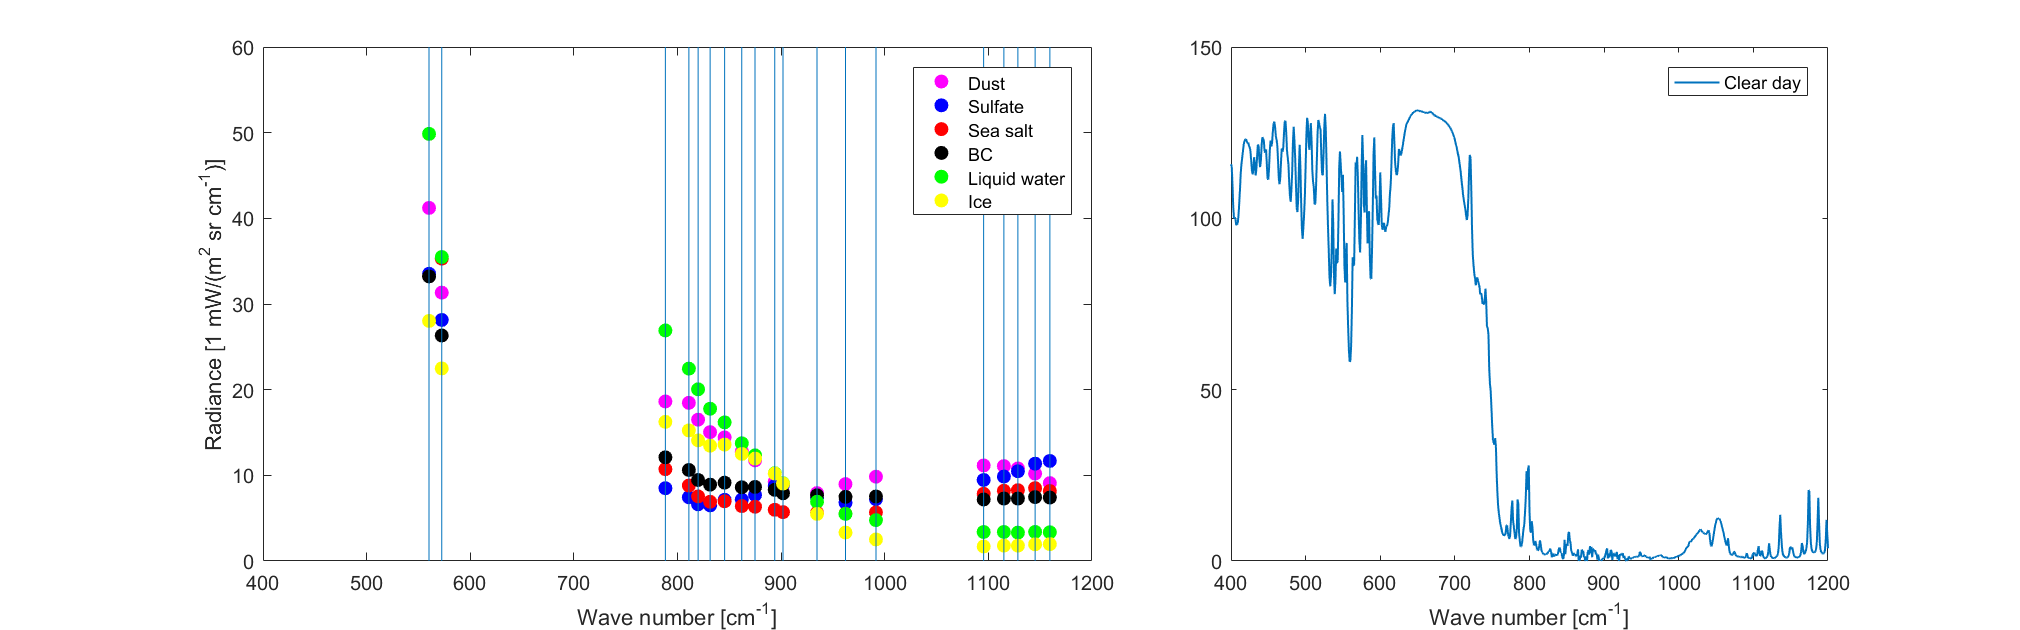 60
50
40
30
20
10
0
400 500 600 700 800 900 1000 1100 1200
Radiance [1 mW/(m² sr cm⁻¹)]
Wave number [cm⁻¹]
Dust
Sulfate
Sea salt
BC
Liquid water
Ice
150
100
50
0
400 500 600 700 800 900 1000 1100 1200
Wave number [cm⁻¹]
Clear day